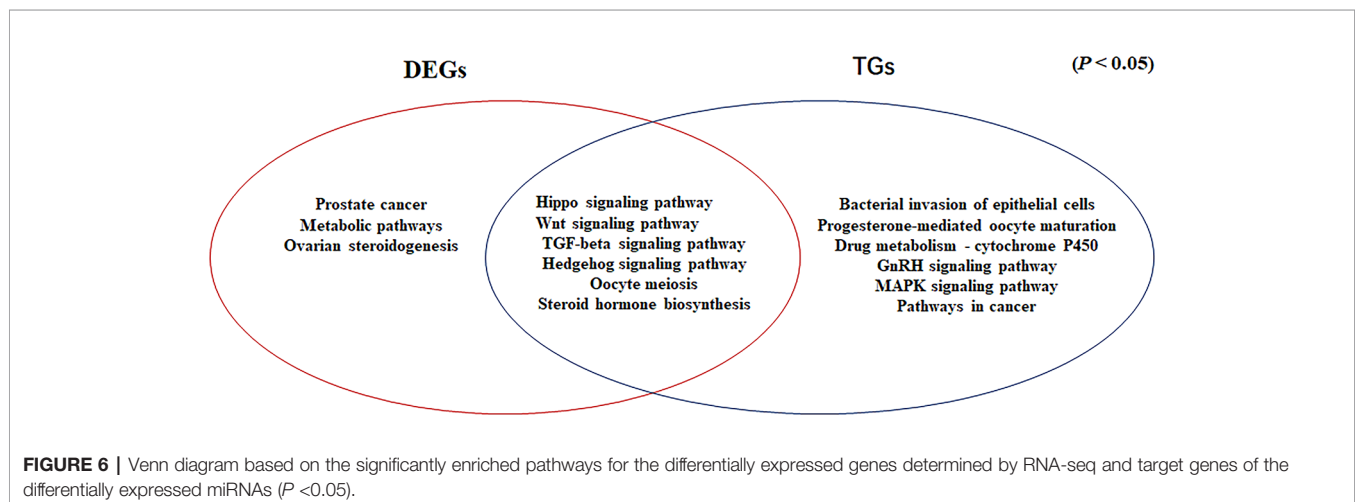 DEGs
TGs
(P < 0.05)
Prostate cancer
Metabolic pathways
Ovarian steroidogenesis
Hippo signaling pathway
Wnt signaling pathway
TGF-beta signaling pathway
Hedgehog signaling pathway
Oocyte meiosis
Steroid hormone biosynthesis
Bacterial invasion of epithelial cells
Progesterone-mediated oocyte maturation
Drug metabolism - cytochrome P450
GnRH signaling pathway
MAPK signaling pathway
Pathways in cancer
FIGURE 6 | Venn diagram based on the significantly enriched pathways for the differentially expressed genes determined by RNA-seq and target genes of the
differentially expressed miRNAs (P <0.05).